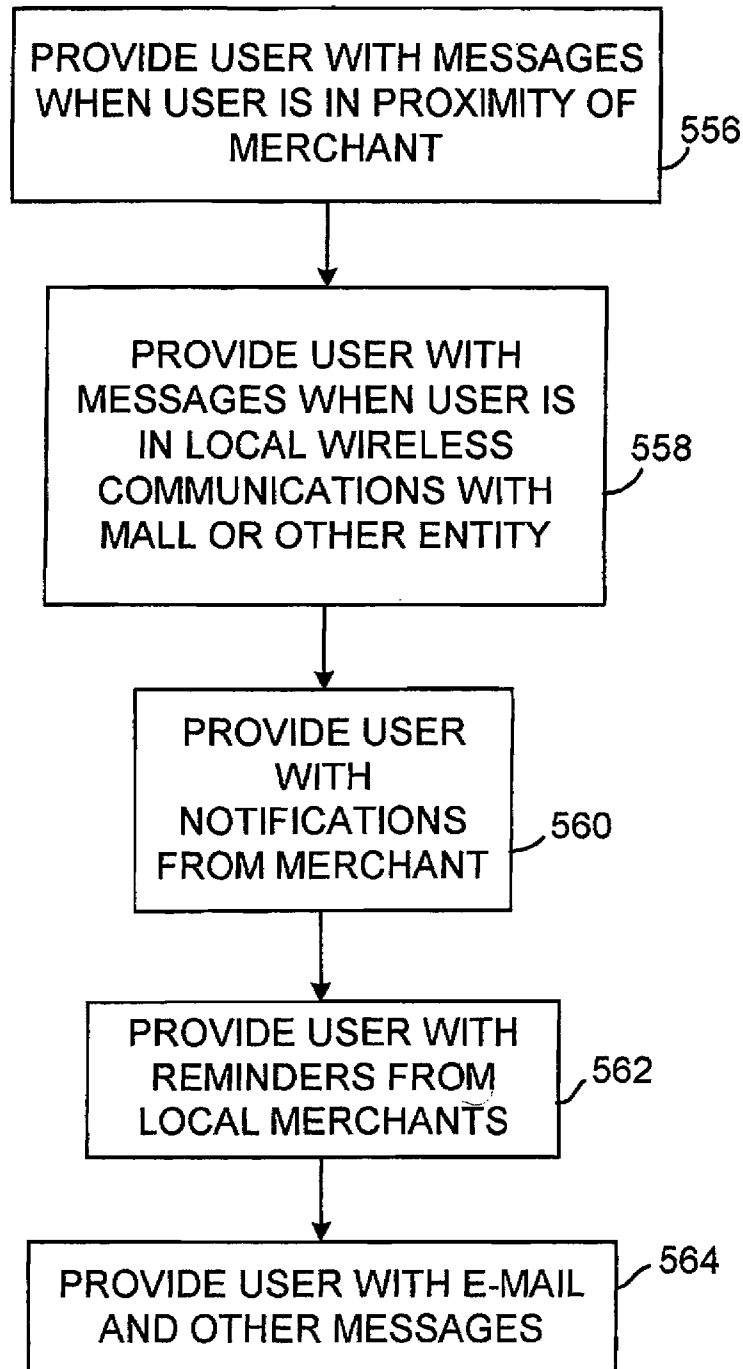 PROVIDE USER WITH MESSAGES
WHEN USER IS IN PROXIMITY OF
MERCHANT
556
PROVIDE USER WITH
MESSAGES WHEN USER IS
IN LOCAL WIRELESS
COMMUNICATIONS WITH
MALL OR OTHER ENTITY
558
PROVIDE USER
WITH
NOTIFICATIONS
FROM MERCHANT
560
PROVIDE USER WITH
REMINDERS FROM
LOCAL MERCHANTS
562
PROVIDE USER WITH E-MAIL
AND OTHER MESSAGES
564